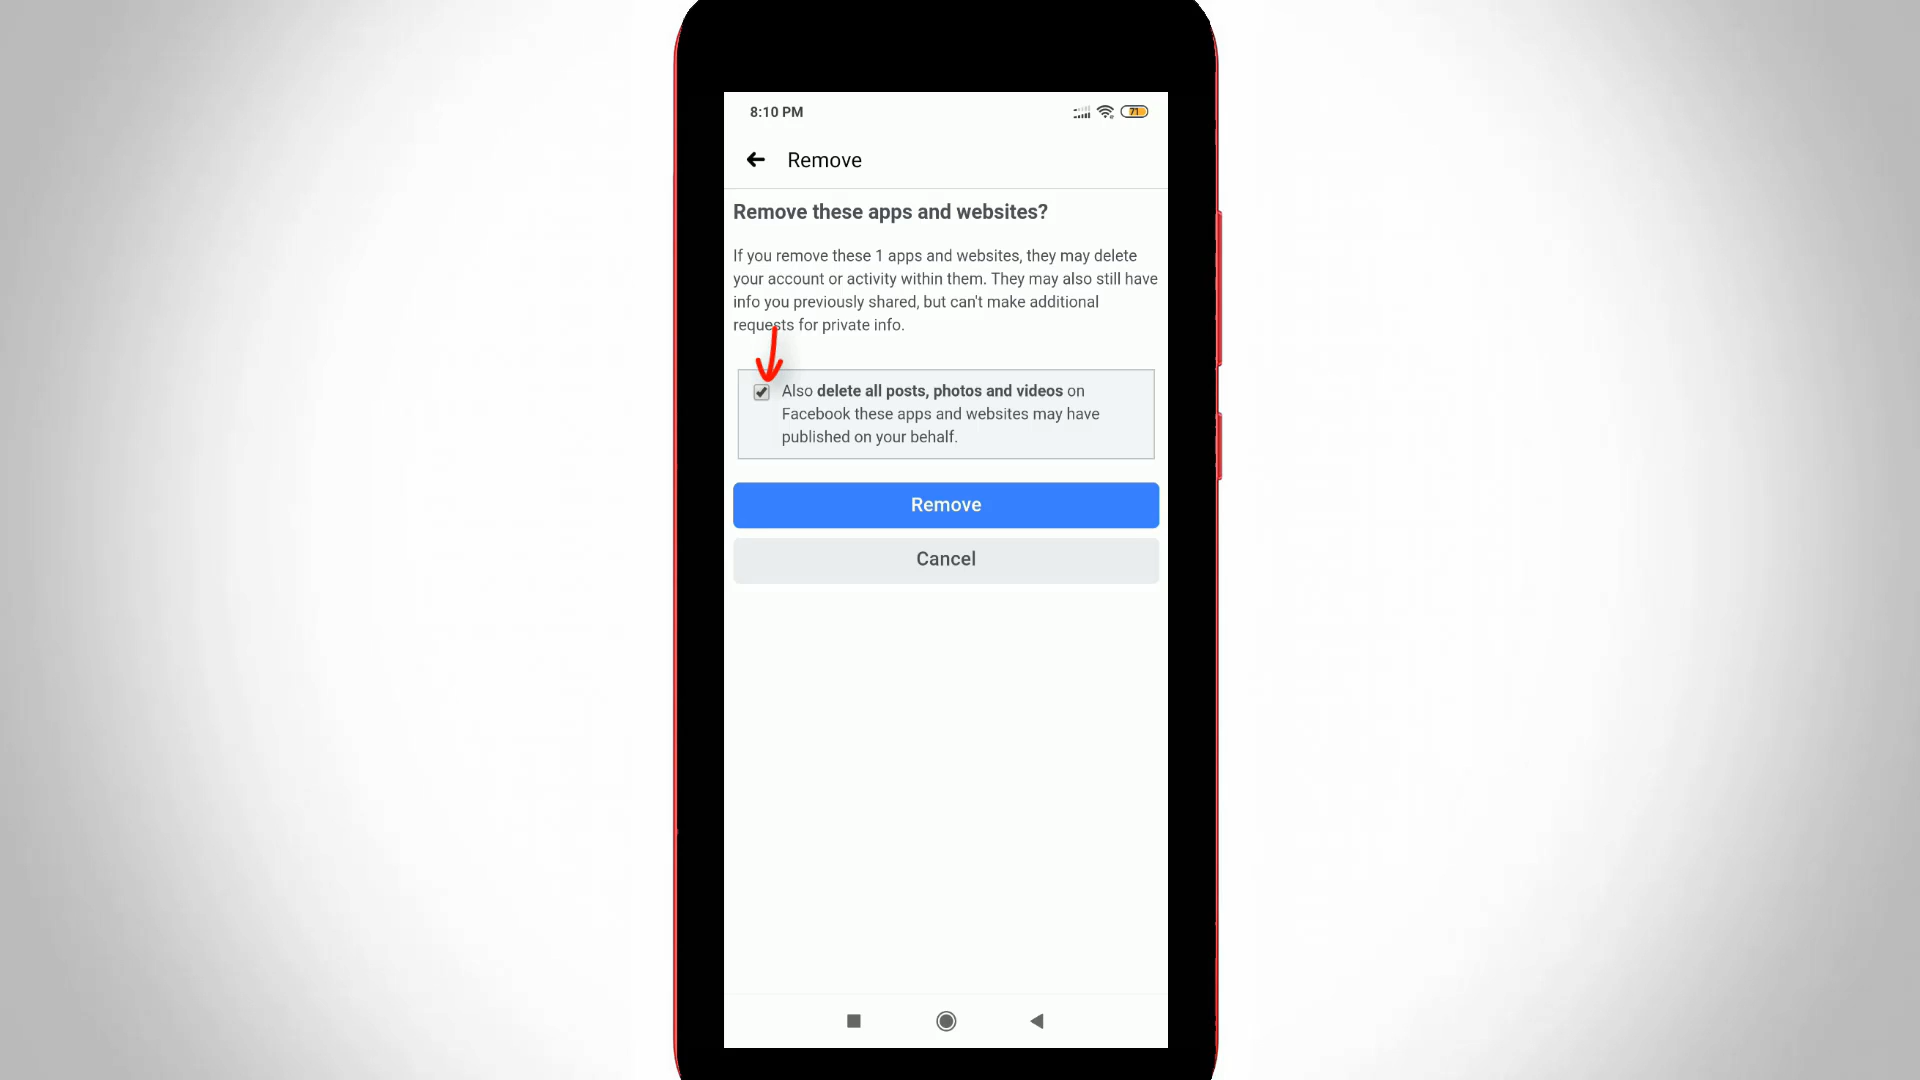 8:10 PM
71
Remove
Remove these apps and websites?
If you remove these 1 apps and websites, they may delete
your account or activity within them. They may also still have
info you previously shared, but can't make additional
requests for private info.
Also delete all posts, photos and videos on
Facebook these apps and websites may have
published on your behalf.
Remove
Cancel